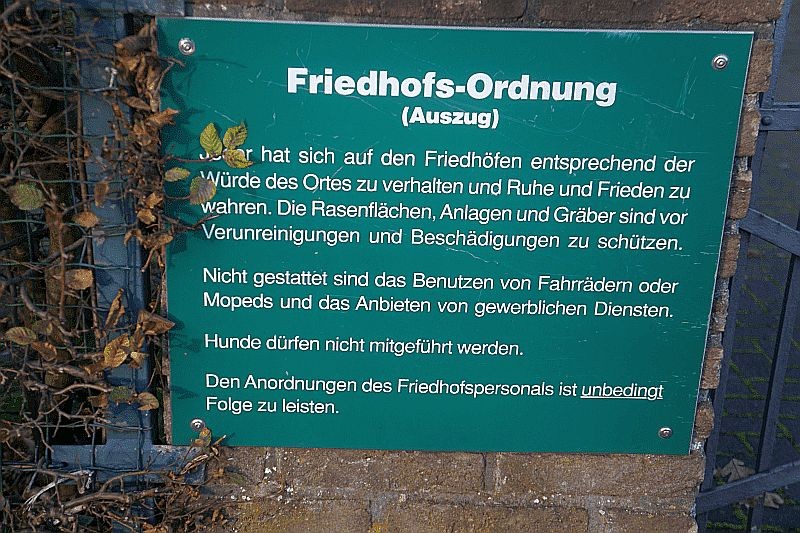 Friedhofs-Ordnung
(Auszug)
hat sich auf den Friedhöfen entsprechend der
Würde des Ortes zu verhalten und Ruhe und Frieden zu
wahren. Die Rasenflächen, Anlagen und Gräber sind vor
Verunreinigungen und Beschädigungen zu schützen.
Nicht gestattet sind das Benutzen von Fahrrädern oder
Mopeds und das Anbieten von gewerblichen Diensten.
Hunde dürfen nicht mitgeführt werden.
Den Anordnungen des Friedhofspersonals ist unbedingt
Folge zu leisten.